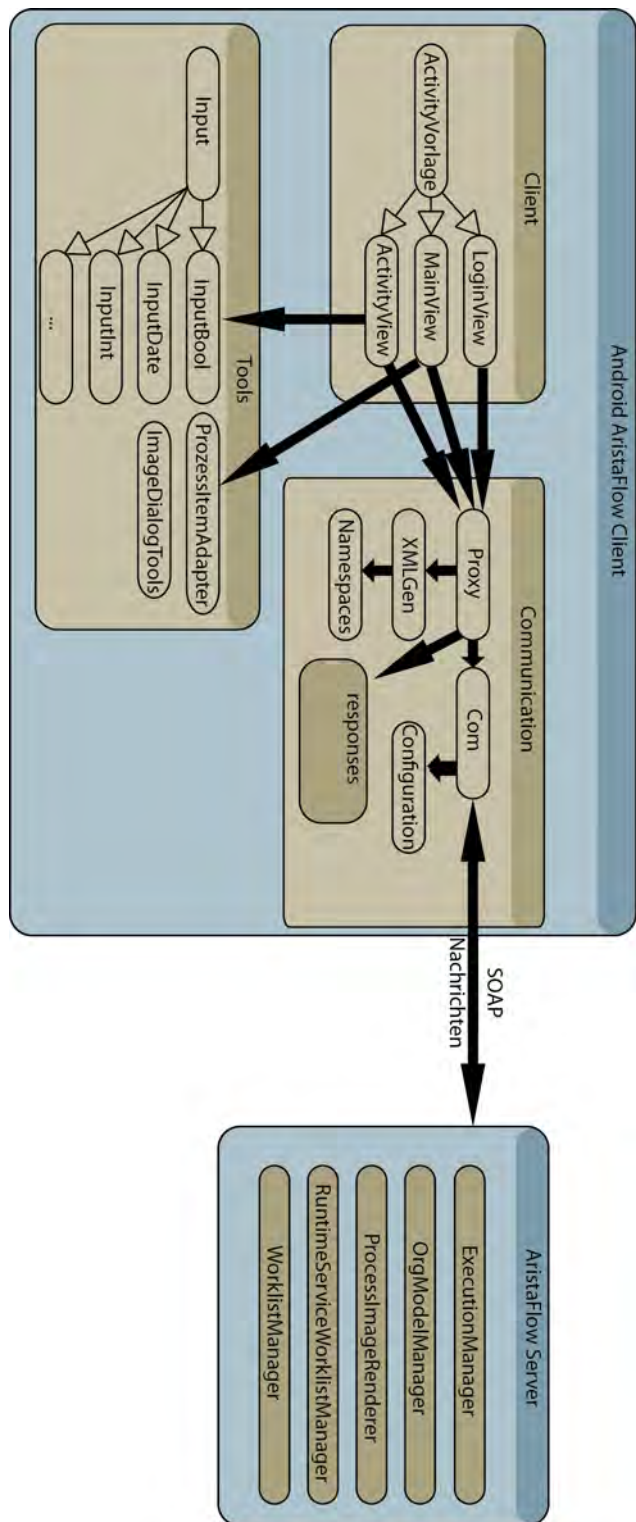 Android AristaFlow Client
Client
ActivityVorlage
LoginView
MainView
ActivityView
Communication
Proxy
Com
XMLGen
Configuration
Namespaces
responses
Tools
Input
InputBool
InputDate
InputInt
...
ProzessItemAdapter
ImageDialogTools
SOAP
Nachrichten
AristaFlow Server
ExecutionManager
OrgModelManager
ProcessImageRenderer
RuntimeServiceWorklistManager
WorklistManager